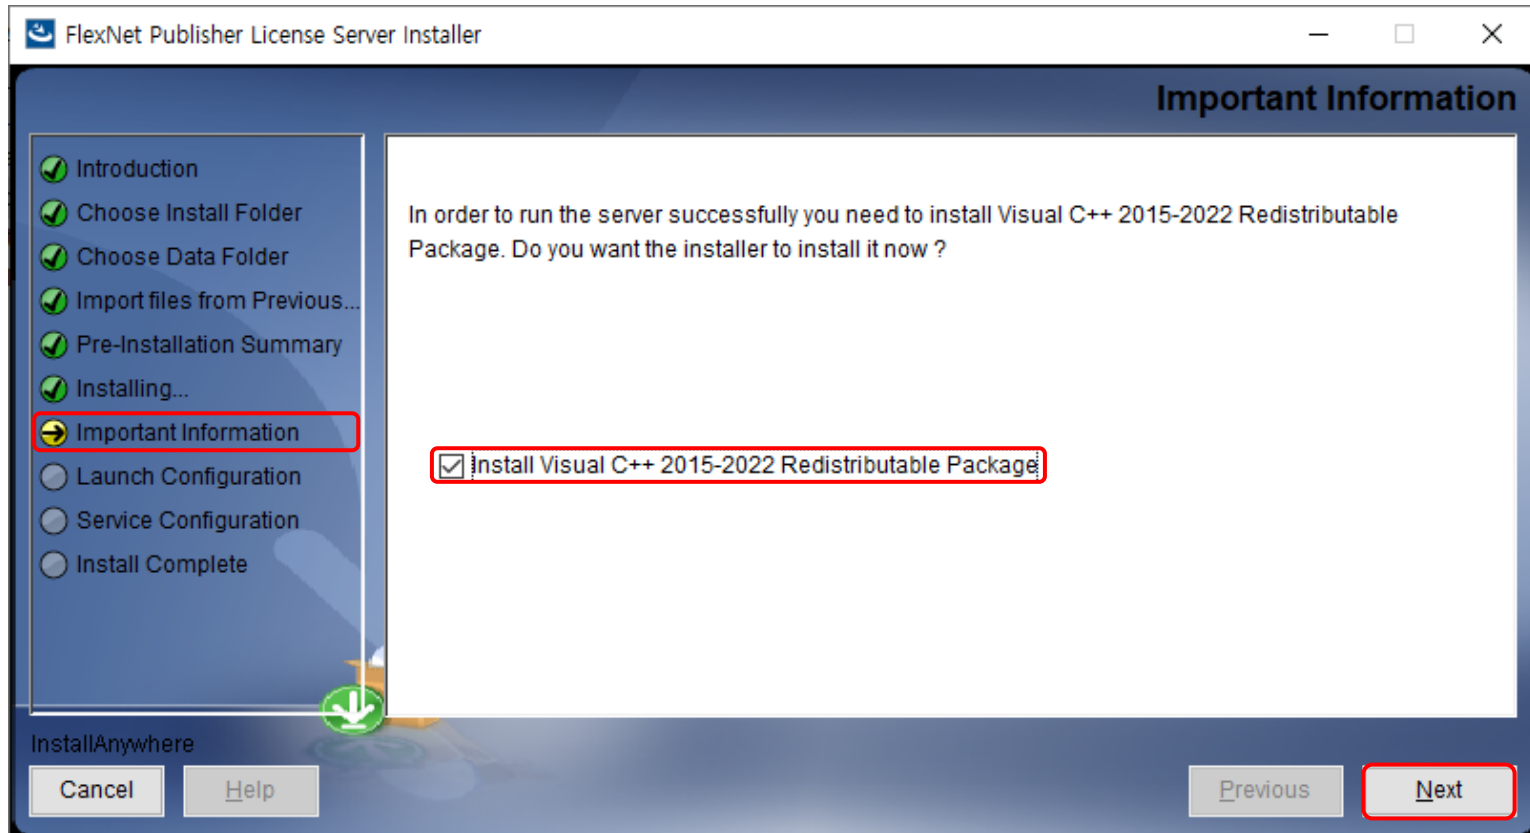 FlexNet Publisher License Server Installer
Important Information
Introduction
Choose Install Folder
Choose Data Folder
Import files from Previous...
Pre-Installation Summary
Installing...
Important Information
Launch Configuration
Service Configuration
Install Complete
In order to run the server successfully you need to install Visual C++ 2015-2022 Redistributable
Package. Do you want the installer to install it now ?
Install Visual C++ 2015-2022 Redistributable Package
InstallAnywhere
Cancel
Help
Previous
Next